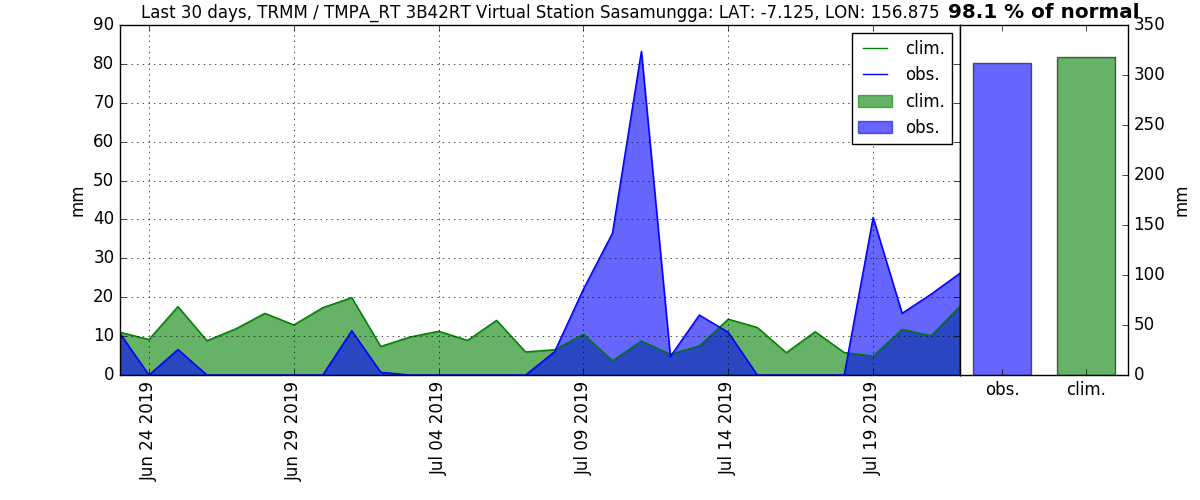 Last 30 days, TRMM / TMPA_RT 3B42RT Virtual Station Sasamungga: LAT: -7.125, LON: 156.875
98.1 % of normal
90
80
70
60
50
40
30
20
10
0
mm
clim.
obs.
clim.
obs.
Jun 24 2019
Jun 29 2019
Jul 04 2019
Jul 09 2019
Jul 14 2019
Jul 19 2019
350
300
250
200
150
100
50
0
mm
obs.
clim.